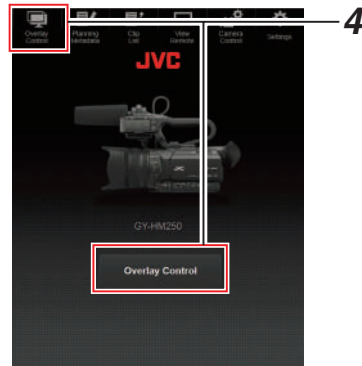 Overlay Control
Planning Metadata
Clip List
View Remote
Camera Control
Settings
4
JVC
GY-HM250
Overlay Control